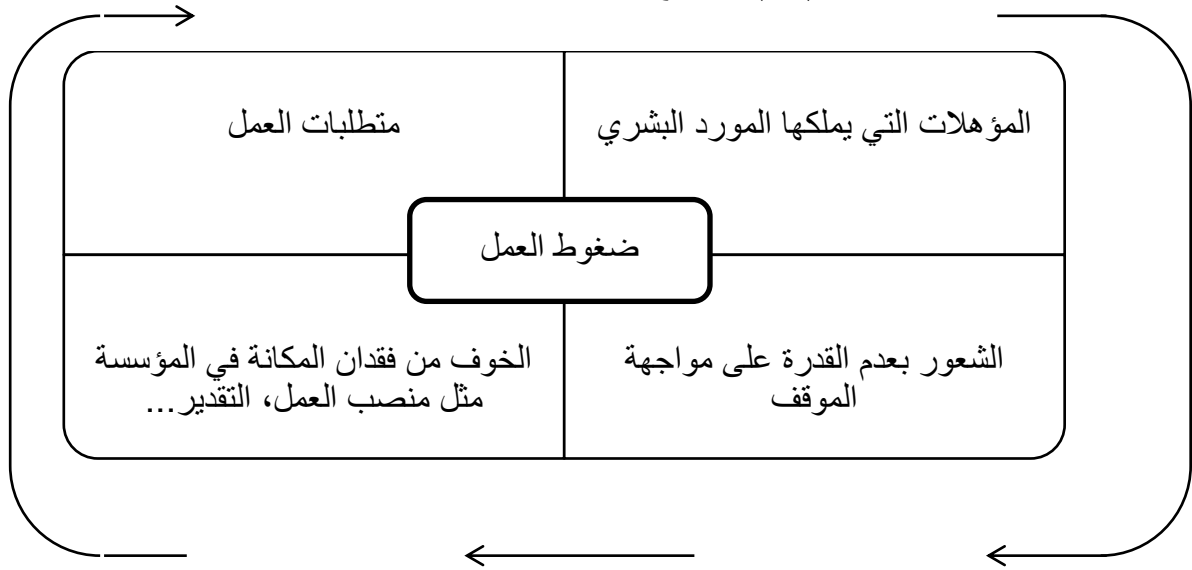 المؤهلات التي يملكها المورد البشري
متطلبات العمل
ضغوط العمل
الشعور بعدم القدرة على مواجهة
الموقف
الخوف من فقدان المكانة في المؤسسة
مثل منصب العمل، التقدير...